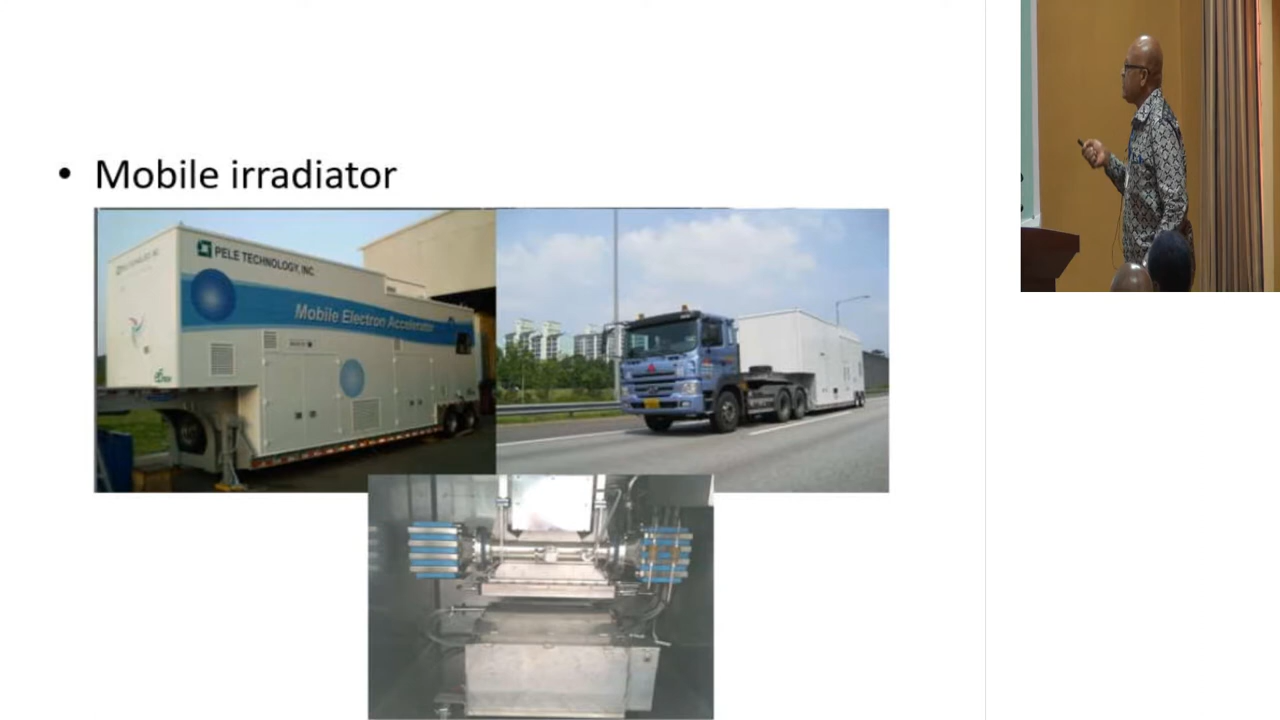 • Mobile irradiator
PELE TECHNOLOGY, INC.
Mobile Electron Accelerator